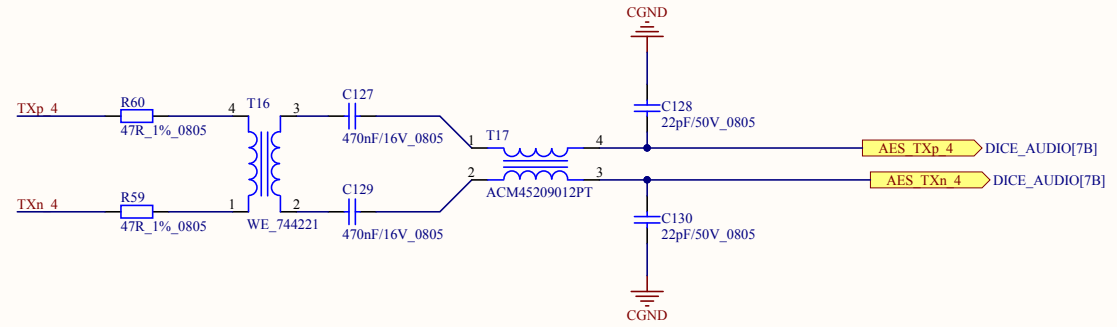 CGND
TXp_4
R60
47R_1%_0805
4
T16
3
C127
470nF/16V_0805
1
T17
4
C128
22pF/50V_0805
AES_TXp_4
DICE_AUDIO[7B]
TXn_4
R59
47R_1%_0805
1
2
WE_744221
C129
470nF/16V_0805
2
3
ACM45209012PT
AES_TXn_4
DICE_AUDIO[7B]
C130
22pF/50V_0805
CGND